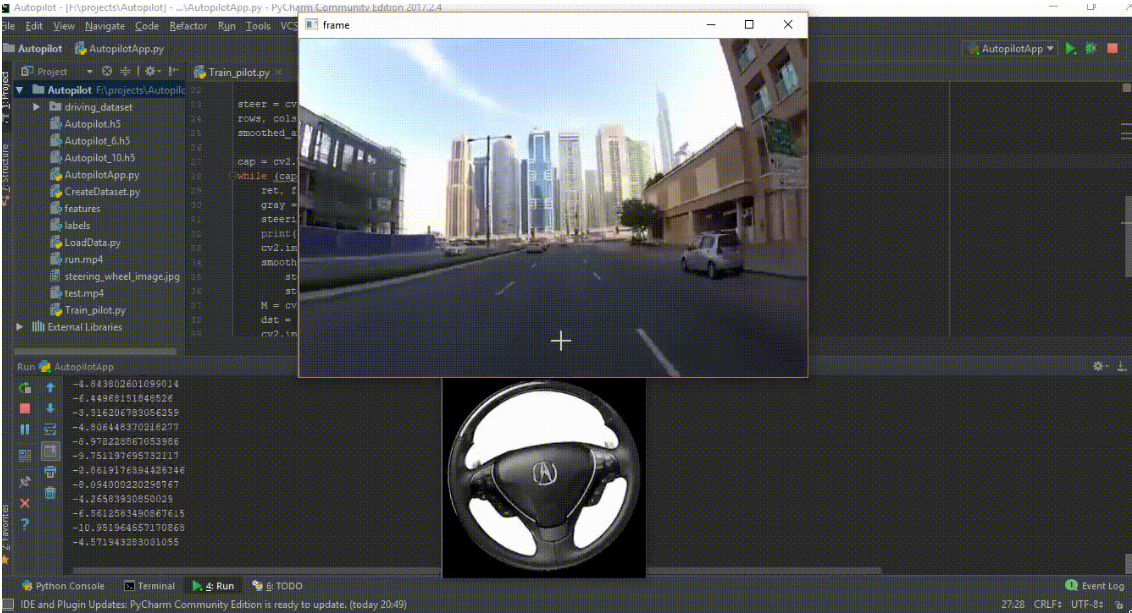 Autopilot - [F:\projects\Autopilot] - ...\AutopilotApp.py - PyCharm Community Edition 2017.2.4
File Edit View Navigate Code Refactor Run Tools VCS
frame
Autopilot AutopilotApp.py
AutopilotApp
Project
Train_pilot.py
1: Project
Autopilot F:\projects\Autopilo
driving_dataset
Autopilot.h5
Autopilot_6.h5
Autopilot_10.h5
AutopilotApp.py
CreateDataset.py
features
labels
LoadData.py
run.mp4
steering_wheel_image.jpg
test.mp4
Train_pilot.py
External Libraries
steer = cv
rows, cols
smoothed_a
cap = cv2.
while (cap
ret, f
gray =
steeri
print(
cv2.im
smooth
st
st
M = cv
dst =
cv2.im
Z: Structure
Run AutopilotApp
-4.843802601099014
-6.44968191848526
-3.316206783056259
-4.806448370216277
-8.978228867053986
-9.751197695732117
-2.8619176394426346
-8.094000220298767
-4.26583930850029
-6.5612583490867615
-10.951964557170868
-4.571943283081055
2: Favorites
Python Console Terminal 4: Run 6: TODO
1 Event Log
IDE and Plugin Updates: PyCharm Community Edition is ready to update. (today 20:49)
27:28 CRLF UTF-8